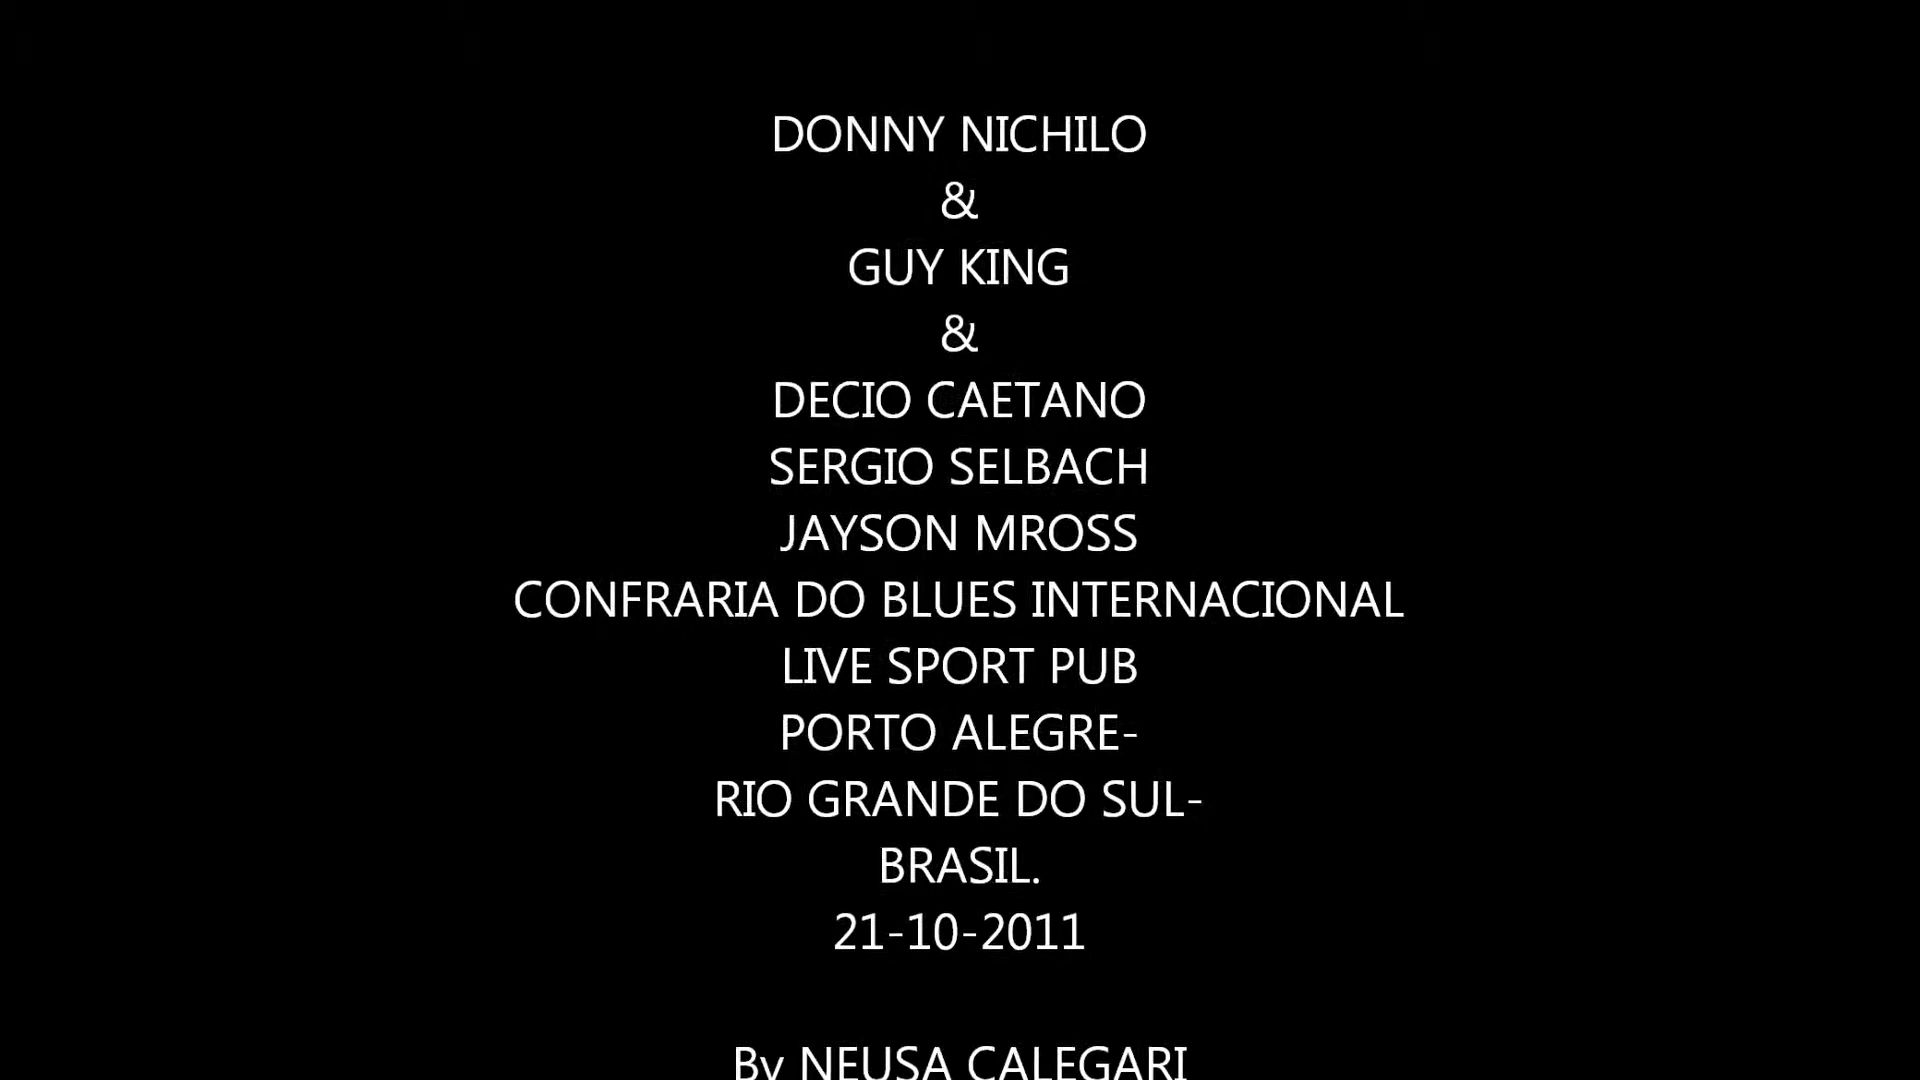 DONNY NICHILO
&
GUY KING
&
DECIO CAETANO
SERGIO SELBACH
JAYSON MROSS
CONFRARIA DO BLUES INTERNACIONAL
LIVE SPORT PUB
PORTO ALEGRE-
RIO GRANDE DO SUL-
BRASIL.
21-10-2011
By NEUSA CALEGARI